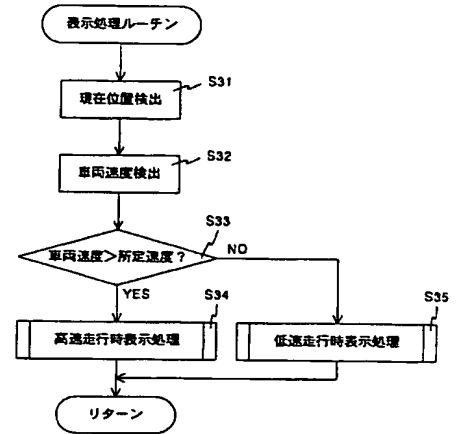 表示処理ルーチン
S31
現在位置検出
S32
車両速度検出
S33
車両速度>所定速度?
NO
YES
S34
高速走行時表示処理
S35
低速走行時表示処理
リターン